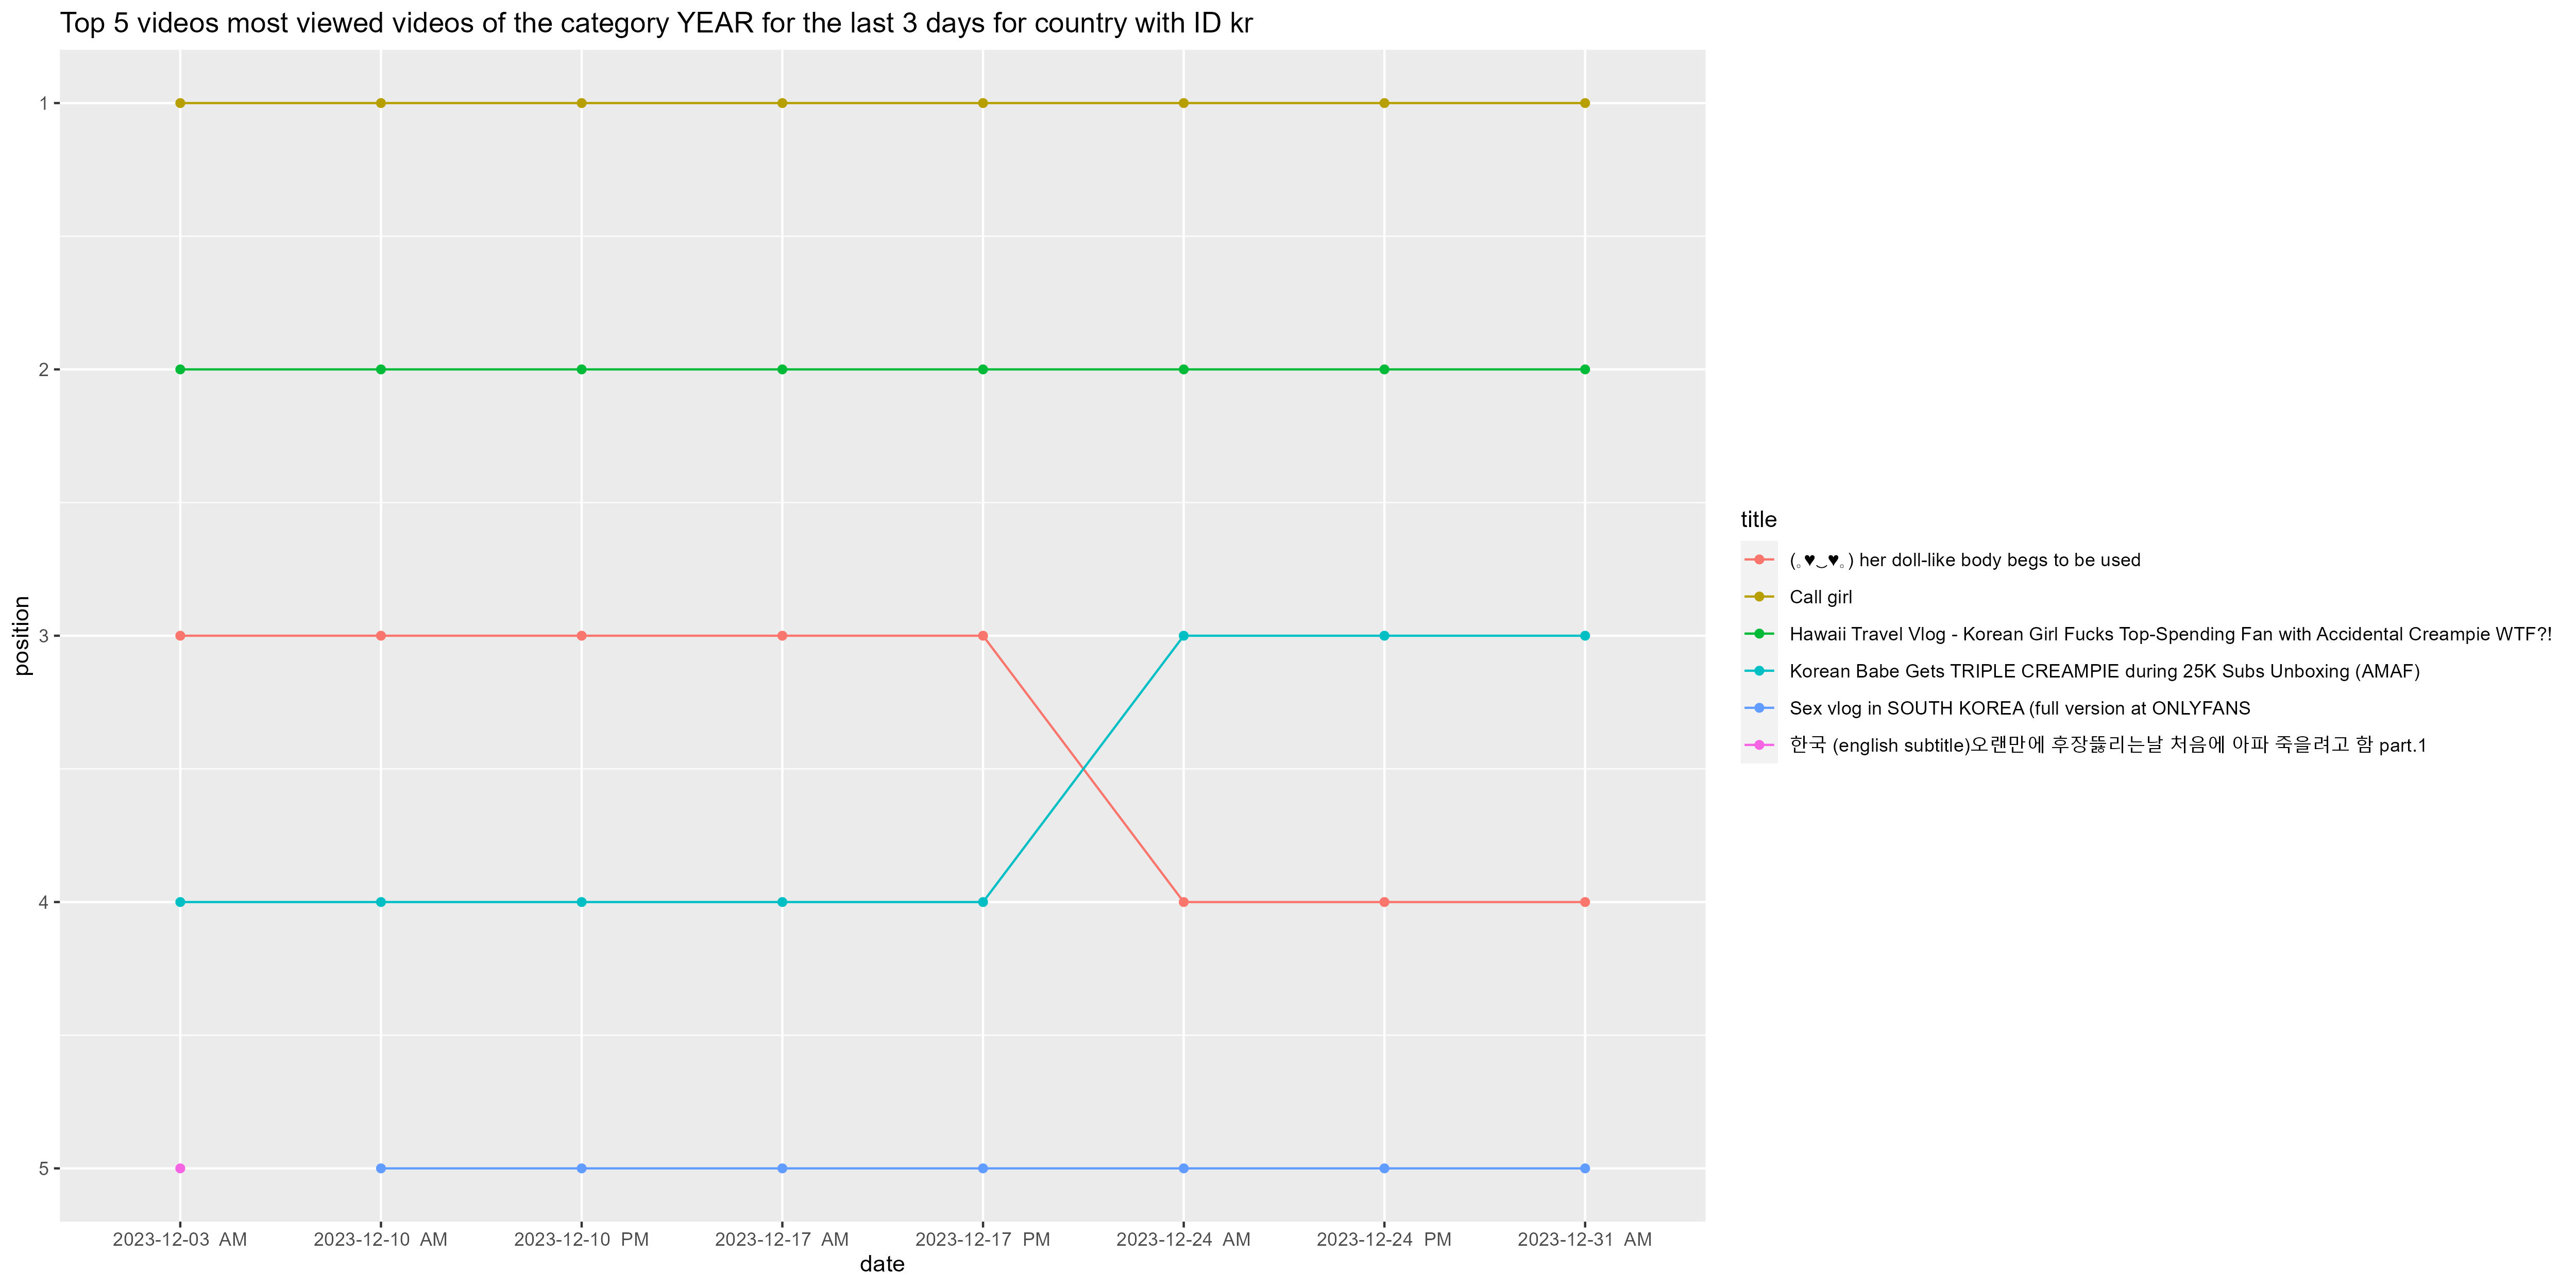 Top 5 videos most viewed videos of the category YEAR for the last 3 days for country with ID kr
position
1
2
3
4
5
2023-12-03 AM
2023-12-10 AM
2023-12-10 PM
2023-12-17 AM
2023-12-17 PM
2023-12-24 AM
2023-12-24 PM
2023-12-31 AM
date
title
(｡♥‿♥｡) her doll-like body begs to be used
Call girl
Hawaii Travel Vlog - Korean Girl Fucks Top-Spending Fan with Accidental Creampie WTF?!
Korean Babe Gets TRIPLE CREAMPIE during 25K Subs Unboxing (AMAF)
Sex vlog in SOUTH KOREA (full version at ONLYFANS
한국 (english subtitle)오랜만에 후장뚫리는날 처음에 아파 죽을려고 함 part.1